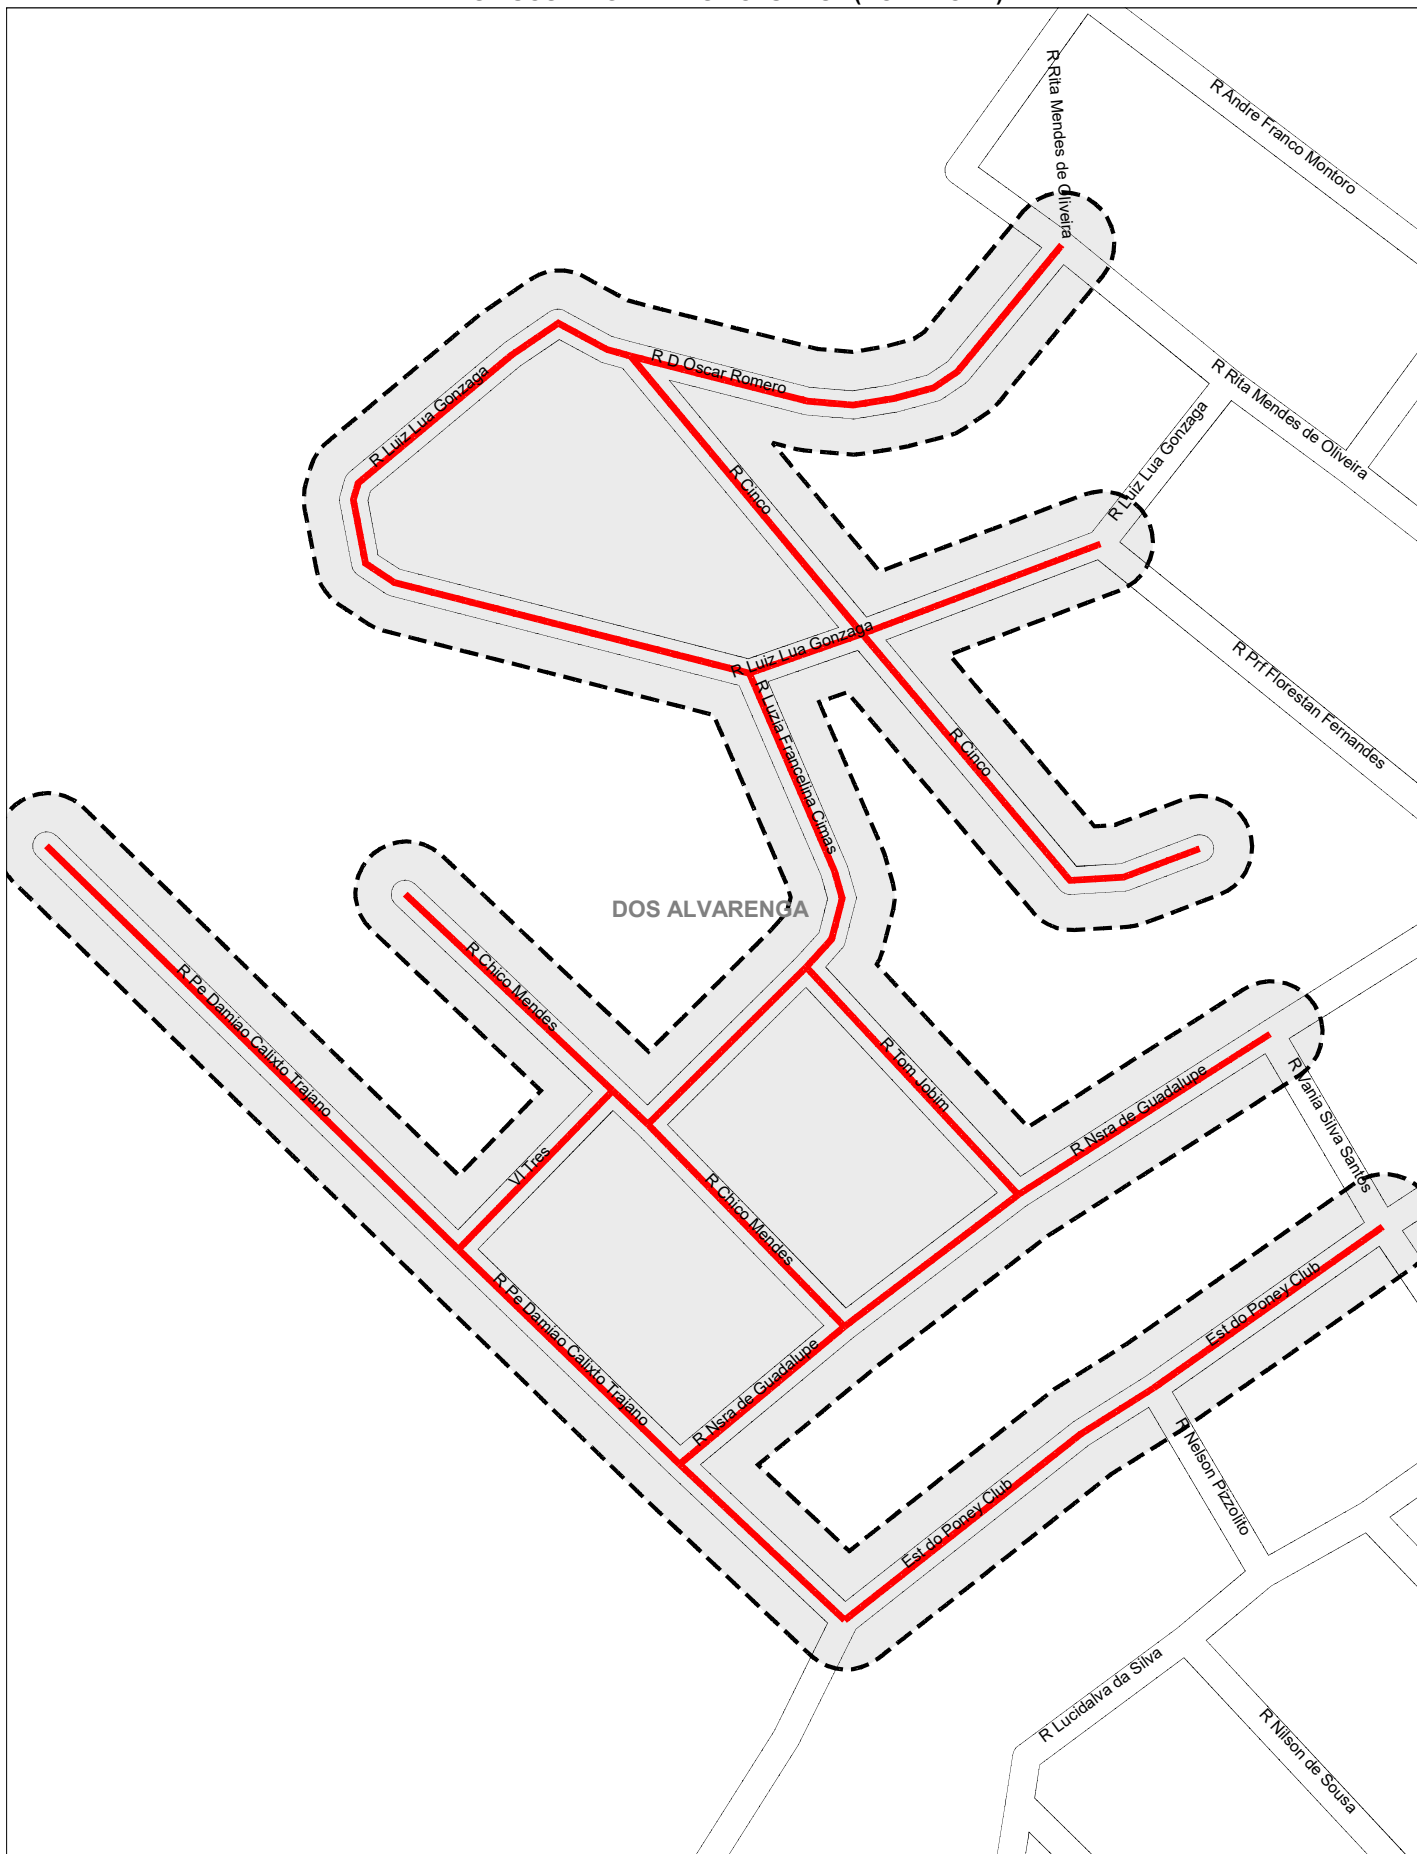 R Rita Mendes de Oliveira
R Andre Franco Montoro
R D Oscar Romero
R Luiz Lua Gonzaga
R Rita Mendes de Oliveira
R Luiz Lua Gonzaga
R Cinco
R Luiz Lua Gonzaga
R Prf Florestan Fernandes
R Luzia Francelina Cimas
R Cinco
DOS ALVARENGA
R Chico Mendes
R Pe Damiao Calixto Trajano
R Tom Jobim
R Nsra de Guadalupe
R Vania Silva Santos
VI Tres
R Chico Mendes
Est do Poney Club
R Pe Damiao Calixto Trajano
R Nsra de Guadalupe
R Nelson Pizzolito
Est do Poney Club
R Lucidalva da Silva
R Nilson de Sousa